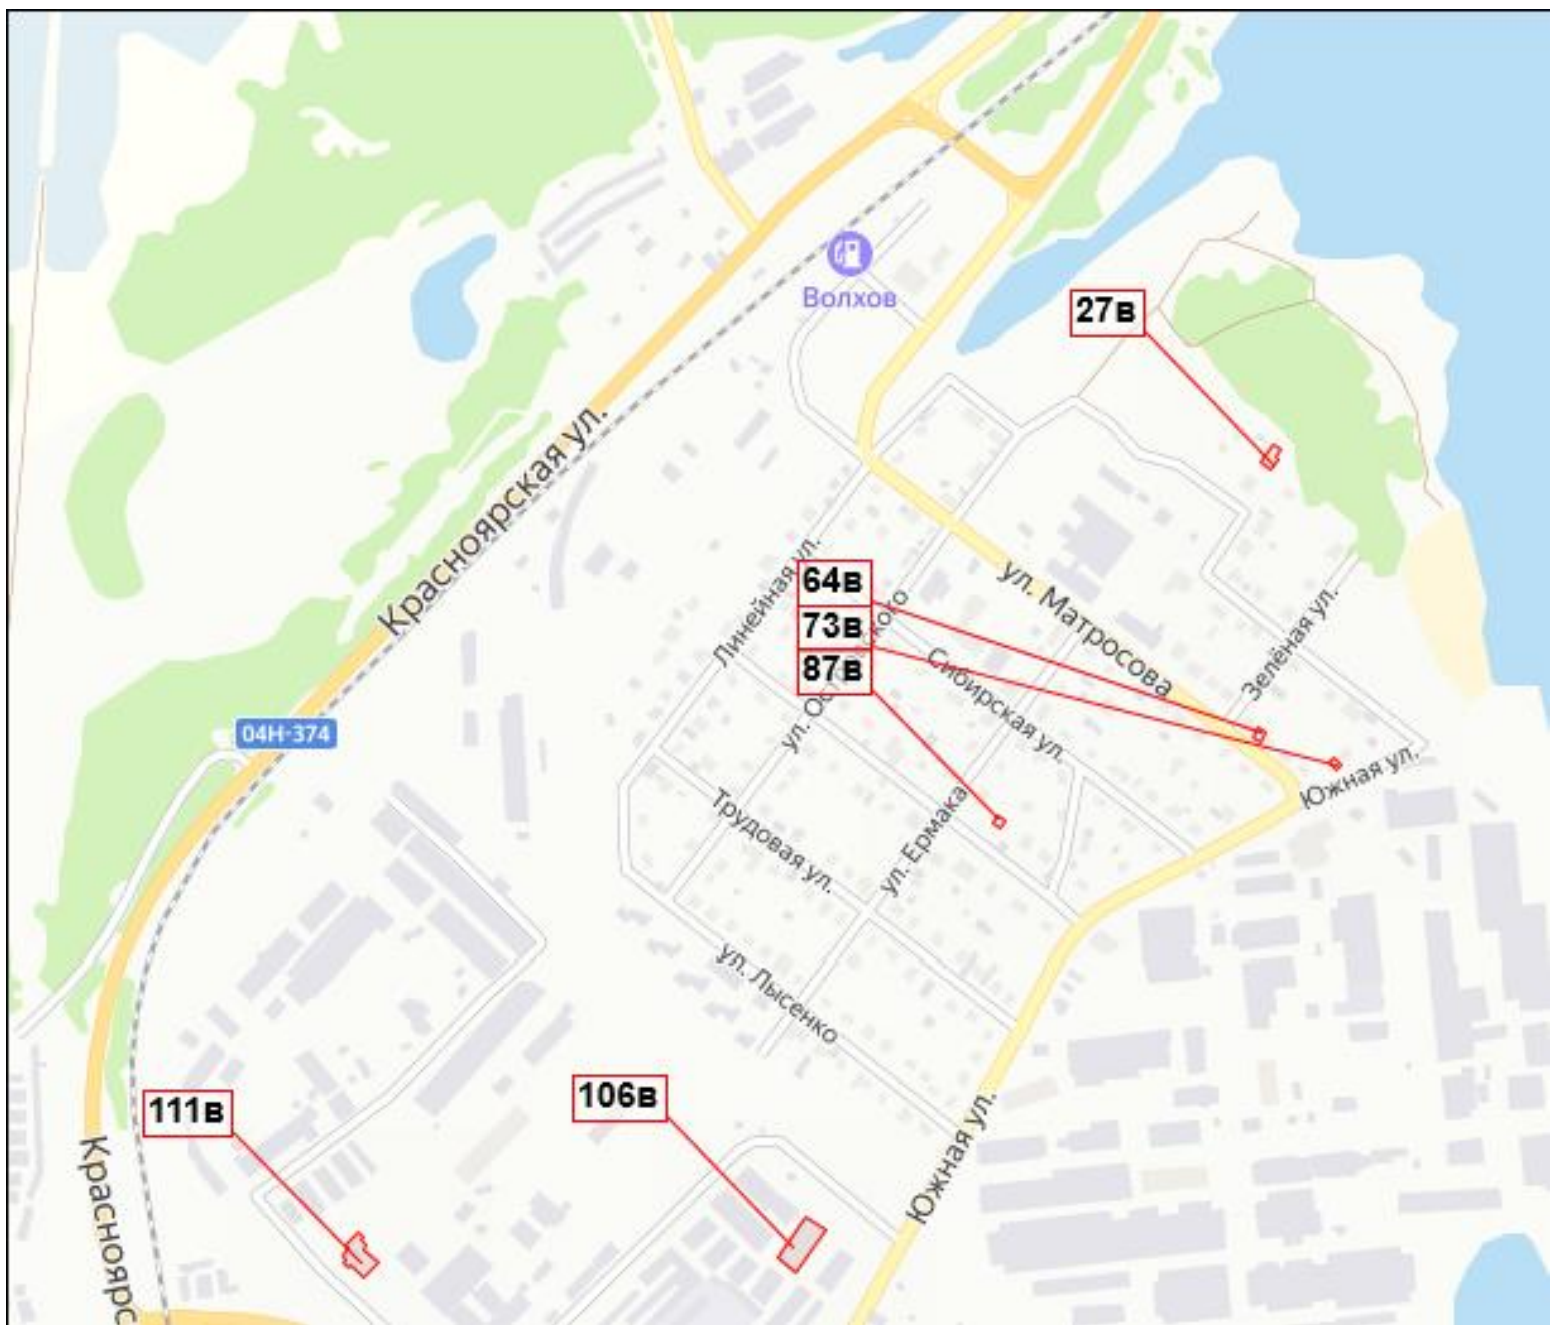 Волхов
27в
Красноярская ул.
Линейная ул.
64в
73в
87в
ул. Матросова
Сибирская ул.
Зелёная ул.
04Н-374
Южная ул.
Трудовая ул.
ул. Ермака
ул. Лысенко
111в
106в
Южная ул.
Красноярс